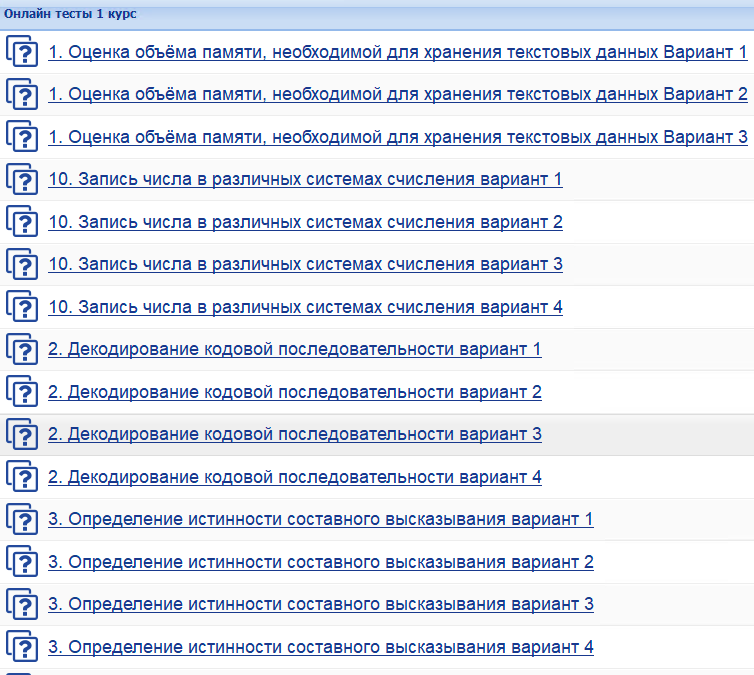 Онлайн тесты 1 курс
1. Оценка объёма памяти, необходимой для хранения текстовых данных Вариант 1
1. Оценка объёма памяти, необходимой для хранения текстовых данных Вариант 2
1. Оценка объёма памяти, необходимой для хранения текстовых данных Вариант 3
10. Запись числа в различных системах счисления вариант 1
10. Запись числа в различных системах счисления вариант 2
10. Запись числа в различных системах счисления вариант 3
10. Запись числа в различных системах счисления вариант 4
2. Декодирование кодовой последовательности вариант 1
2. Декодирование кодовой последовательности вариант 2
2. Декодирование кодовой последовательности вариант 3
2. Декодирование кодовой последовательности вариант 4
3. Определение истинности составного высказывания вариант 1
3. Определение истинности составного высказывания вариант 2
3. Определение истинности составного высказывания вариант 3
3. Определение истинности составного высказывания вариант 4